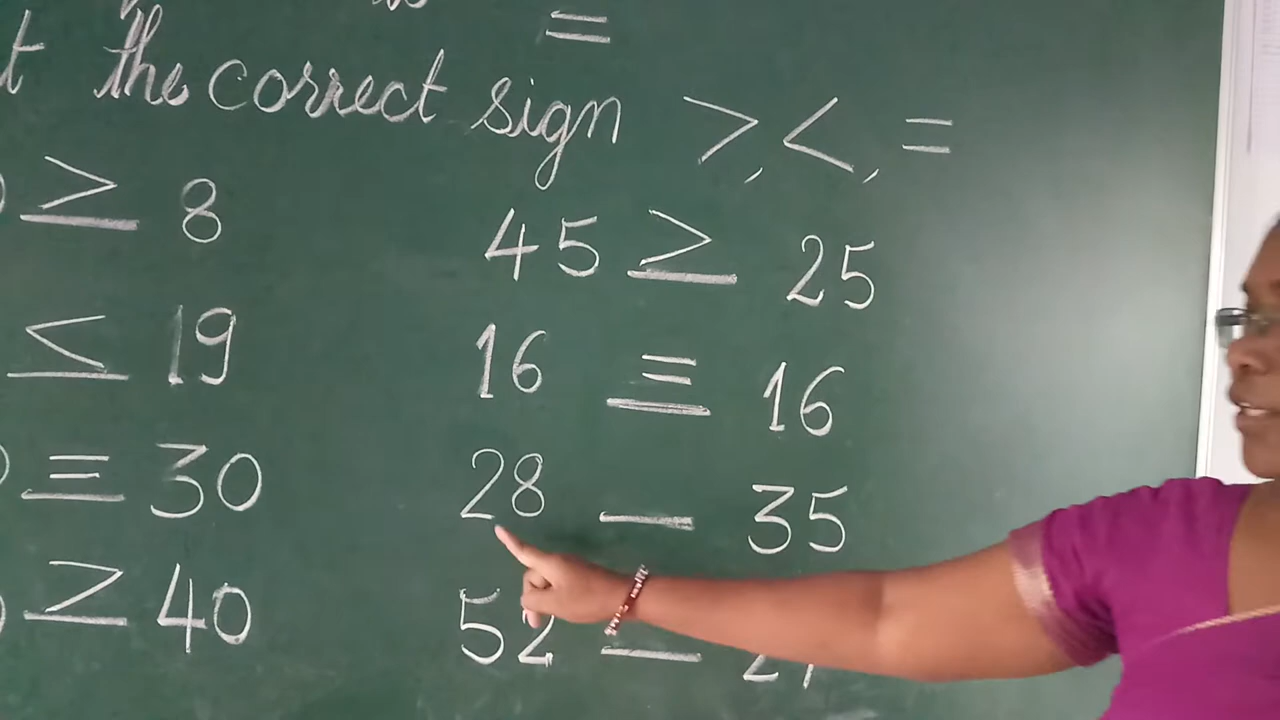 =
the correct sign >, <, =
> 8
45 > 25
< 19
16 = 16
= 30
28 _ 35
> 40
52 _